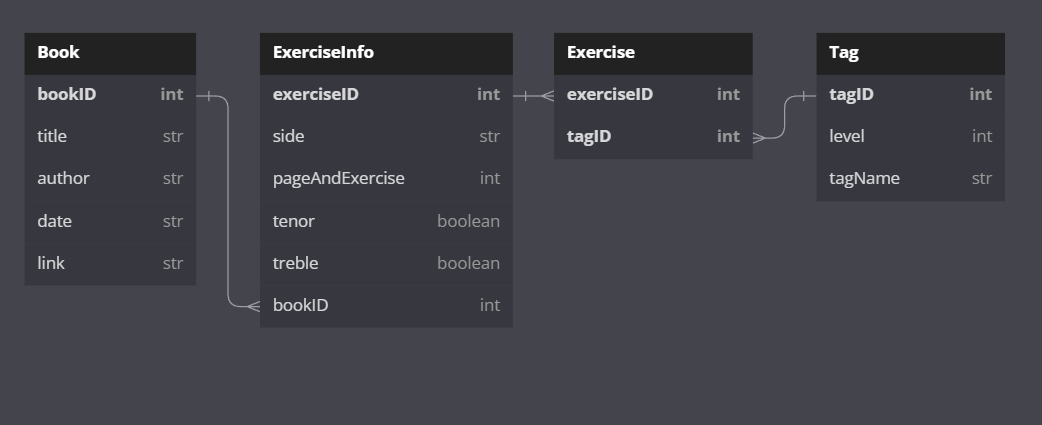 Book
bookID int
title str
author str
date str
link str
ExerciseInfo
exerciseID int
side str
pageAndExercise int
tenor boolean
treble boolean
bookID int
Exercise
exerciseID int
tagID int
Tag
tagID int
level int
tagName str